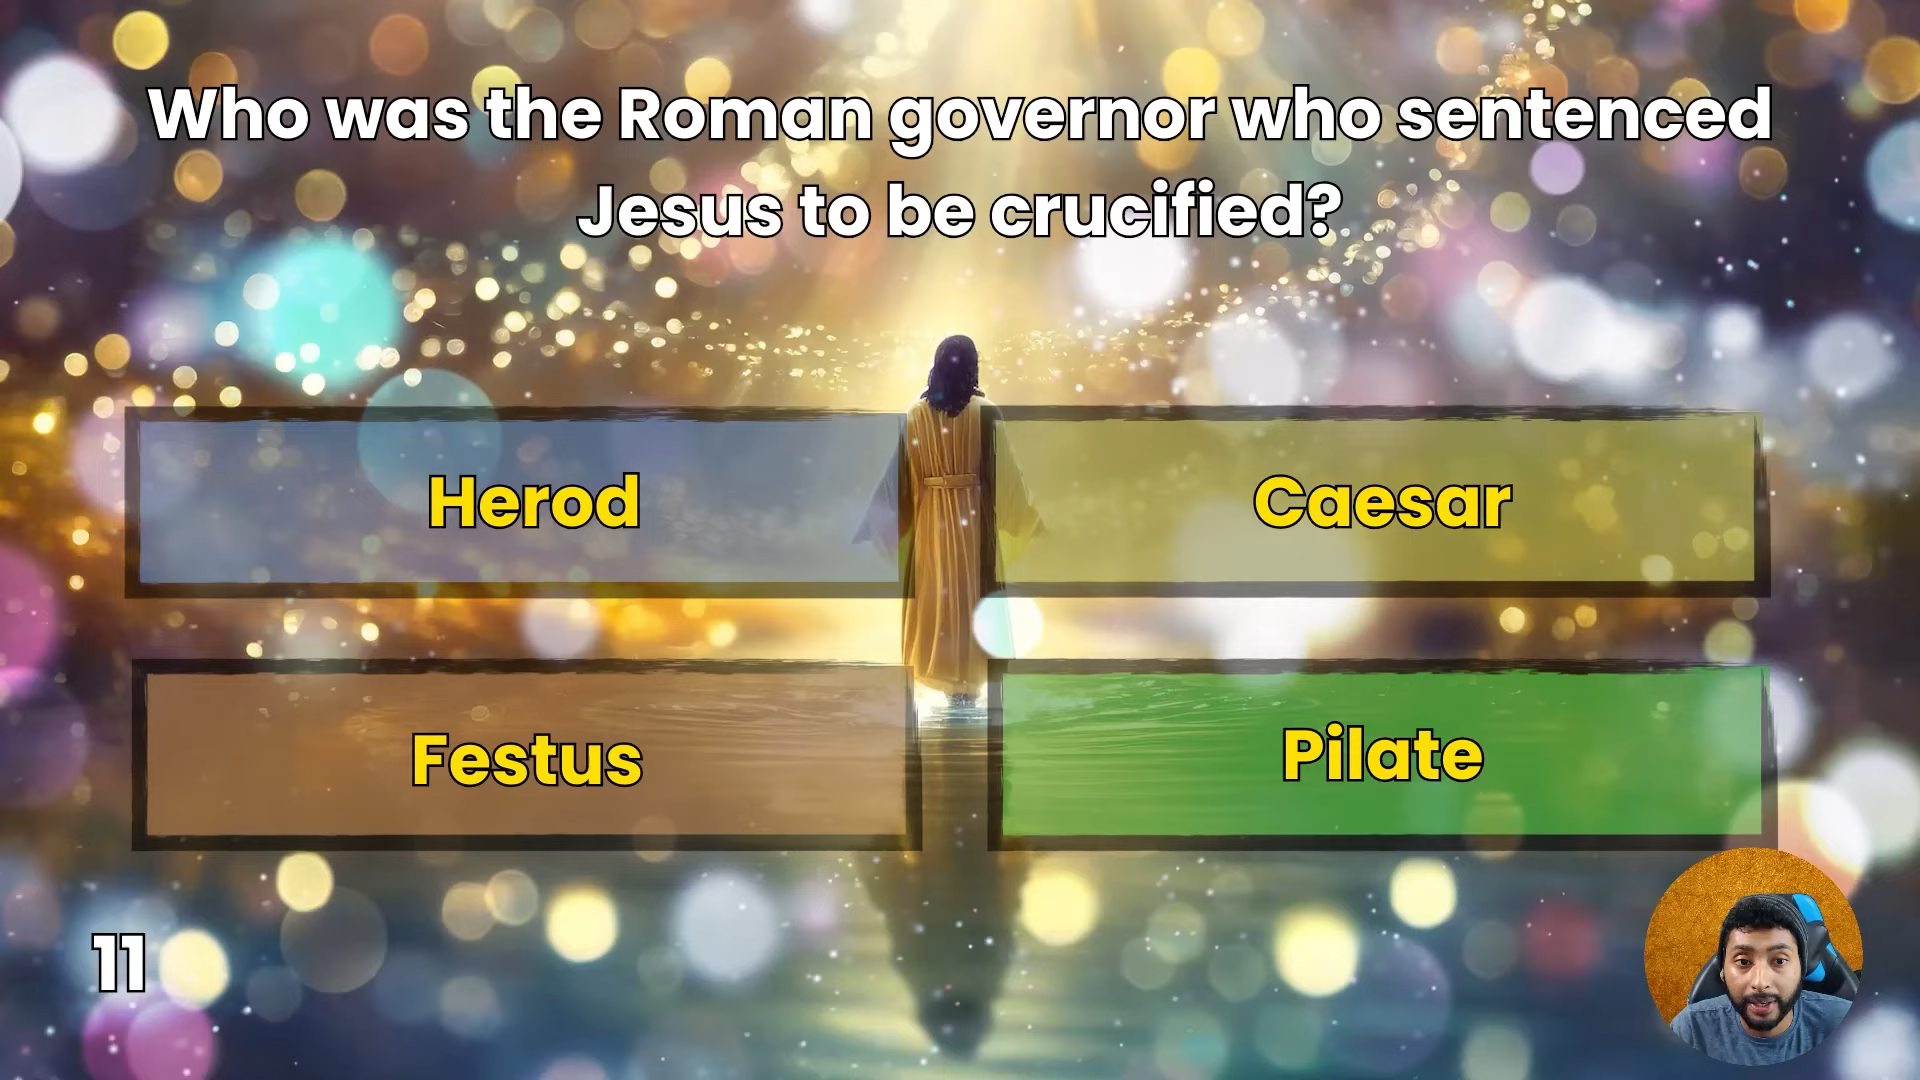 Who was the Roman governor who sentenced
Jesus to be crucified?
Herod
Caesar
Festus
Pilate
11